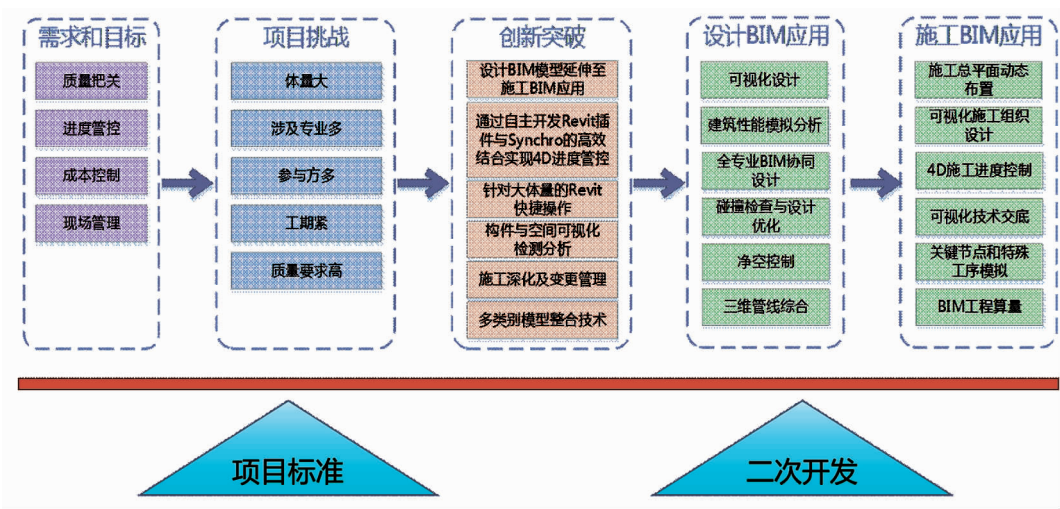 需求和目标
质量把关
进度管控
成本控制
现场管理
项目挑战
体量大
涉及专业多
参与方多
工期紧
质量要求高
创新突破
设计BIM模型延伸至
施工BIM应用
通过自主开发Revit插
件与Synchro的高效
结合实现4D进度管控
针对大体量的Revit
快捷操作
构件与空间可视化
检测分析
施工深化及变更管理
多类别模型整合技术
设计BIM应用
可视化设计
建筑性能模拟分析
全专业BIM协同
设计
碰撞检查与设计
优化
净空控制
三维管线综合
施工BIM应用
施工总平面动态
布置
可视化施工组织
设计
4D施工进度控制
可视化技术交底
关键节点和特殊
工序模拟
BIM工程算量
项目标准
二次开发